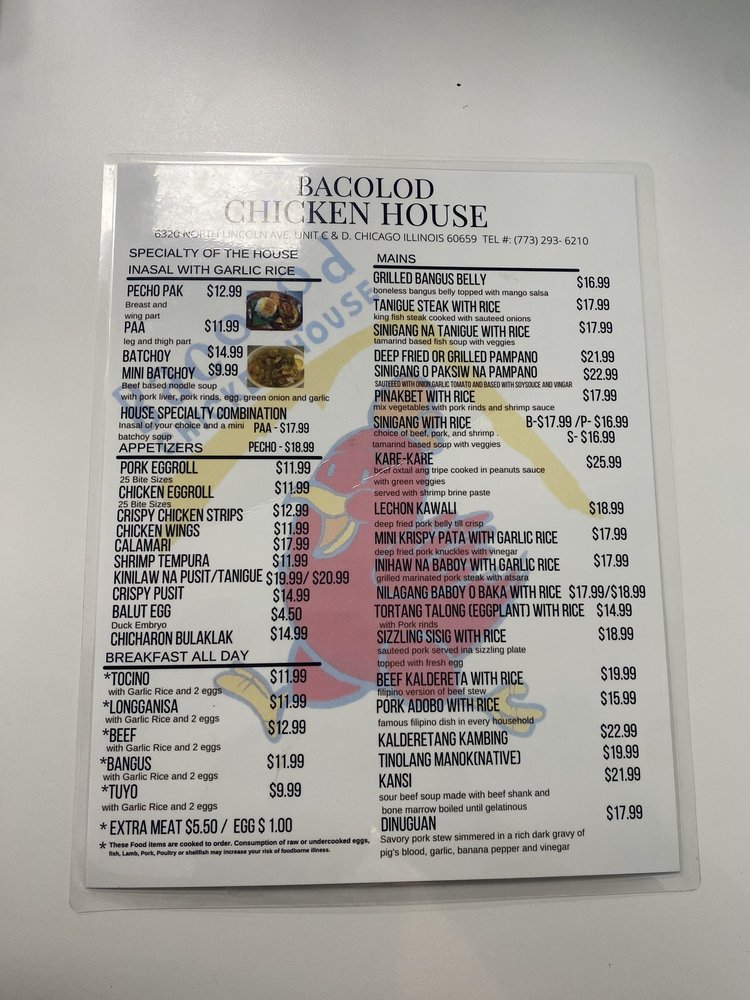 BACOLOD
CHICKEN HOUSE
6320 NORTH LINCOLN AVE. UNIT C & D. CHICAGO ILLINOIS 60659 TEL #: (773) 293- 6210
SPECIALTY OF THE HOUSE
INASAL WITH GARLIC RICE
PECHO PAK $12.99
Breast and
wing part
PAA $11.99
leg and thigh part
BATCHOY $14.99
MINI BATCHOY $9.99
Beef based noodle soup
with pork liver, pork rinds, egg, green onion and garlic
HOUSE SPECIALTY COMBINATION
Inasal of your choice and a mini PAA - $17.99
batchoy soup
PECHO - $18.99
APPETIZERS
PORK EGGROLL $11.99
25 Bite Sizes
CHICKEN EGGROLL $11.99
25 Bite Sizes
CRISPY CHICKEN STRIPS $12.99
CHICKEN WINGS $11.99
CALAMARI $17.99
SHRIMP TEMPURA $11.99
KINILAW NA PUSIT/TANIGUE $19.99/ $20.99
CRISPY PUSIT $14.99
BALUT EGG $4.50
Duck Embryo
CHICHARON BULAKLAK $14.99
BREAKFAST ALL DAY
*TOCINO $11.99
with Garlic Rice and 2 eggs
*LONGGANISA $11.99
with Garlic Rice and 2 eggs
*BEEF $12.99
with Garlic Rice and 2 eggs
*BANGUS $11.99
with Garlic Rice and 2 eggs
*TUYO $9.99
with Garlic Rice and 2 eggs
* EXTRA MEAT $5.50 / EGG $ 1.00
* These Food items are cooked to order. Consumption of raw or undercooked eggs,
fish, Lamb, Pork, Poultry or shellfish may increase your risk of foodborne illness.
MAINS
GRILLED BANGUS BELLY $16.99
boneless bangus belly topped with mango salsa
TANIGUE STEAK WITH RICE $17.99
king fish steak cooked with sauteed onions
SINIGANG NA TANIGUE WITH RICE $17.99
tamarind based fish soup with veggies
DEEP FRIED OR GRILLED PAMPANO $21.99
SINIGANG O PAKSIW NA PAMPANO $22.99
SAUTEEED WITH ONION,GARLIC TOMATO AND BASED WITH SOYSOUCE AND VINGAR
PINAKBET WITH RICE $17.99
mix vegetables with pork rinds and shrimp sauce
SINIGANG WITH RICE B-$17.99 /P- $16.99
choice of beef, pork, and shrimp . S- $16.99
tamarind based soup with veggies
KARE-KARE $25.99
beef oxtail ang tripe cooked in peanuts sauce
with green veggies
served with shrimp brine paste
LECHON KAWALI $18.99
deep fried pork belly till crisp
MINI KRISPY PATA WITH GARLIC RICE $17.99
deep fried pork knuckles with vinegar
INIHAW NA BABOY WITH GARLIC RICE $17.99
grilled marinated pork steak with atsara
NILAGANG BABOY O BAKA WITH RICE $17.99/$18.99
TORTANG TALONG (EGGPLANT) WITH RICE $14.99
with Pork rinds
SIZZLING SISIG WITH RICE $18.99
sauteed pork served ina sizzling plate
topped with fresh egg
BEEF KALDERETA WITH RICE $19.99
filipino version of beef stew
PORK ADOBO WITH RICE $15.99
famous filipino dish in every household
KALDERETANG KAMBING $22.99
TINOLANG MANOK(NATIVE) $19.99
KANSI $21.99
sour beef soup made with beef shank and
bone marrow boiled until gelatinous
DINUGUAN $17.99
Savory pork stew simmered in a rich dark gravy of
pig's blood, garlic, banana pepper and vinegar